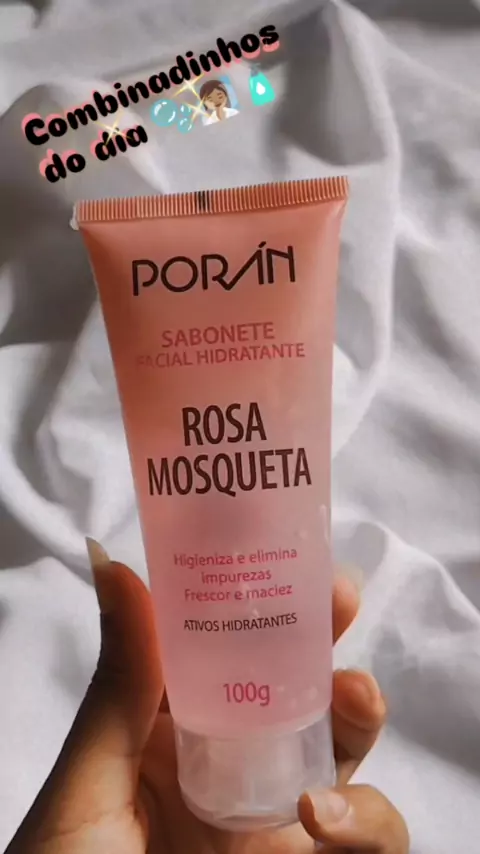 Combinadinhos
do dia
PORÁN
SABONETE
FACIAL HIDRATANTE
ROSA
MOSQUETA
Higieniza e elimina
impurezas
Frescor e maciez
ATIVOS HIDRATANTES
100g